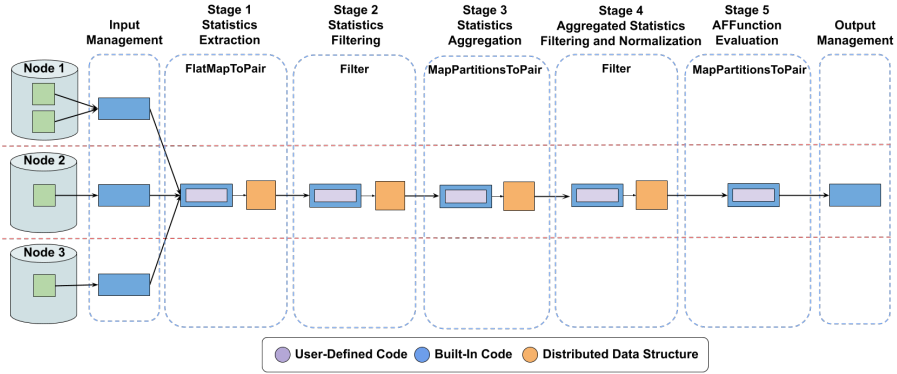 Input
Management
Stage 1
Statistics
Extraction
Stage 2
Statistics
Filtering
Stage 3
Statistics
Aggregation
Stage 4
Aggregated Statistics
Filtering and Normalization
Stage 5
AFFunction
Evaluation
Output
Management
FlatMapToPair
Filter
MapPartitionsToPair
Filter
MapPartitionsToPair
Node 1
Node 2
Node 3
User-Defined Code
Built-In Code
Distributed Data Structure